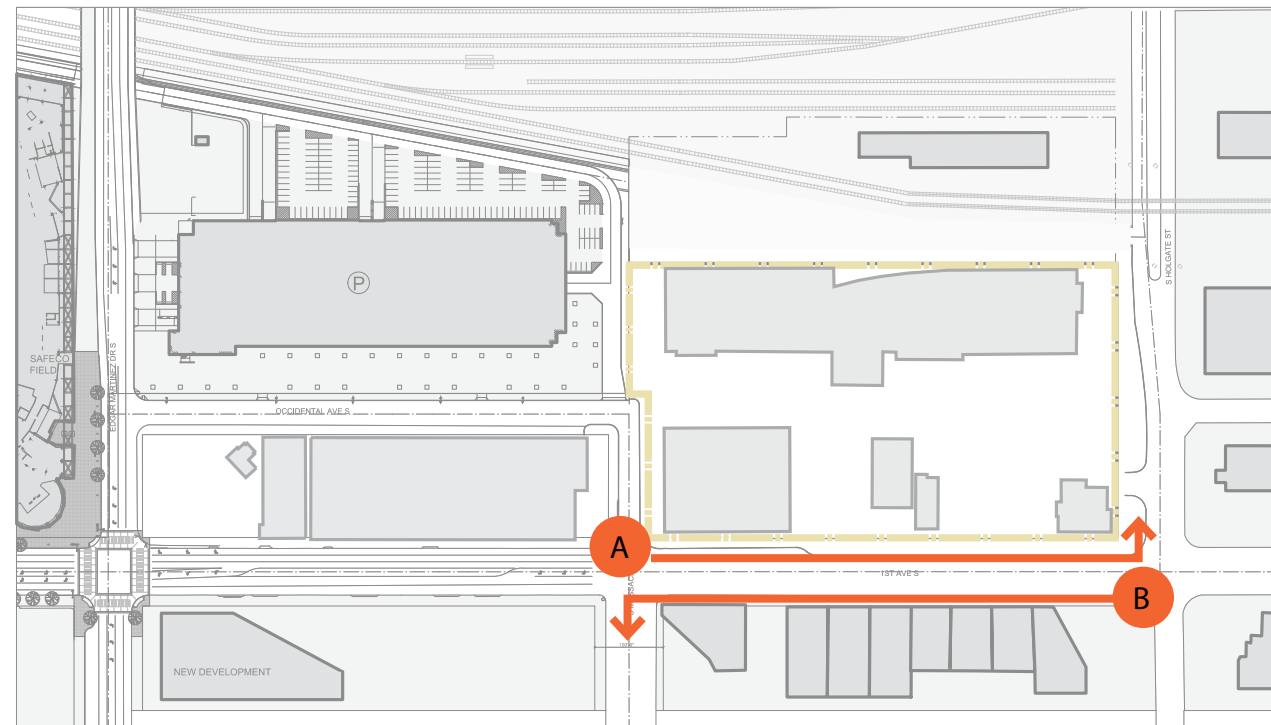 S HOLGATE ST
P
SAFECO
FIELD
EDGAR MARTINEZ DR S
OCCIDENTAL AVE S
A
1ST AVE S
B
NEW DEVELOPMENT